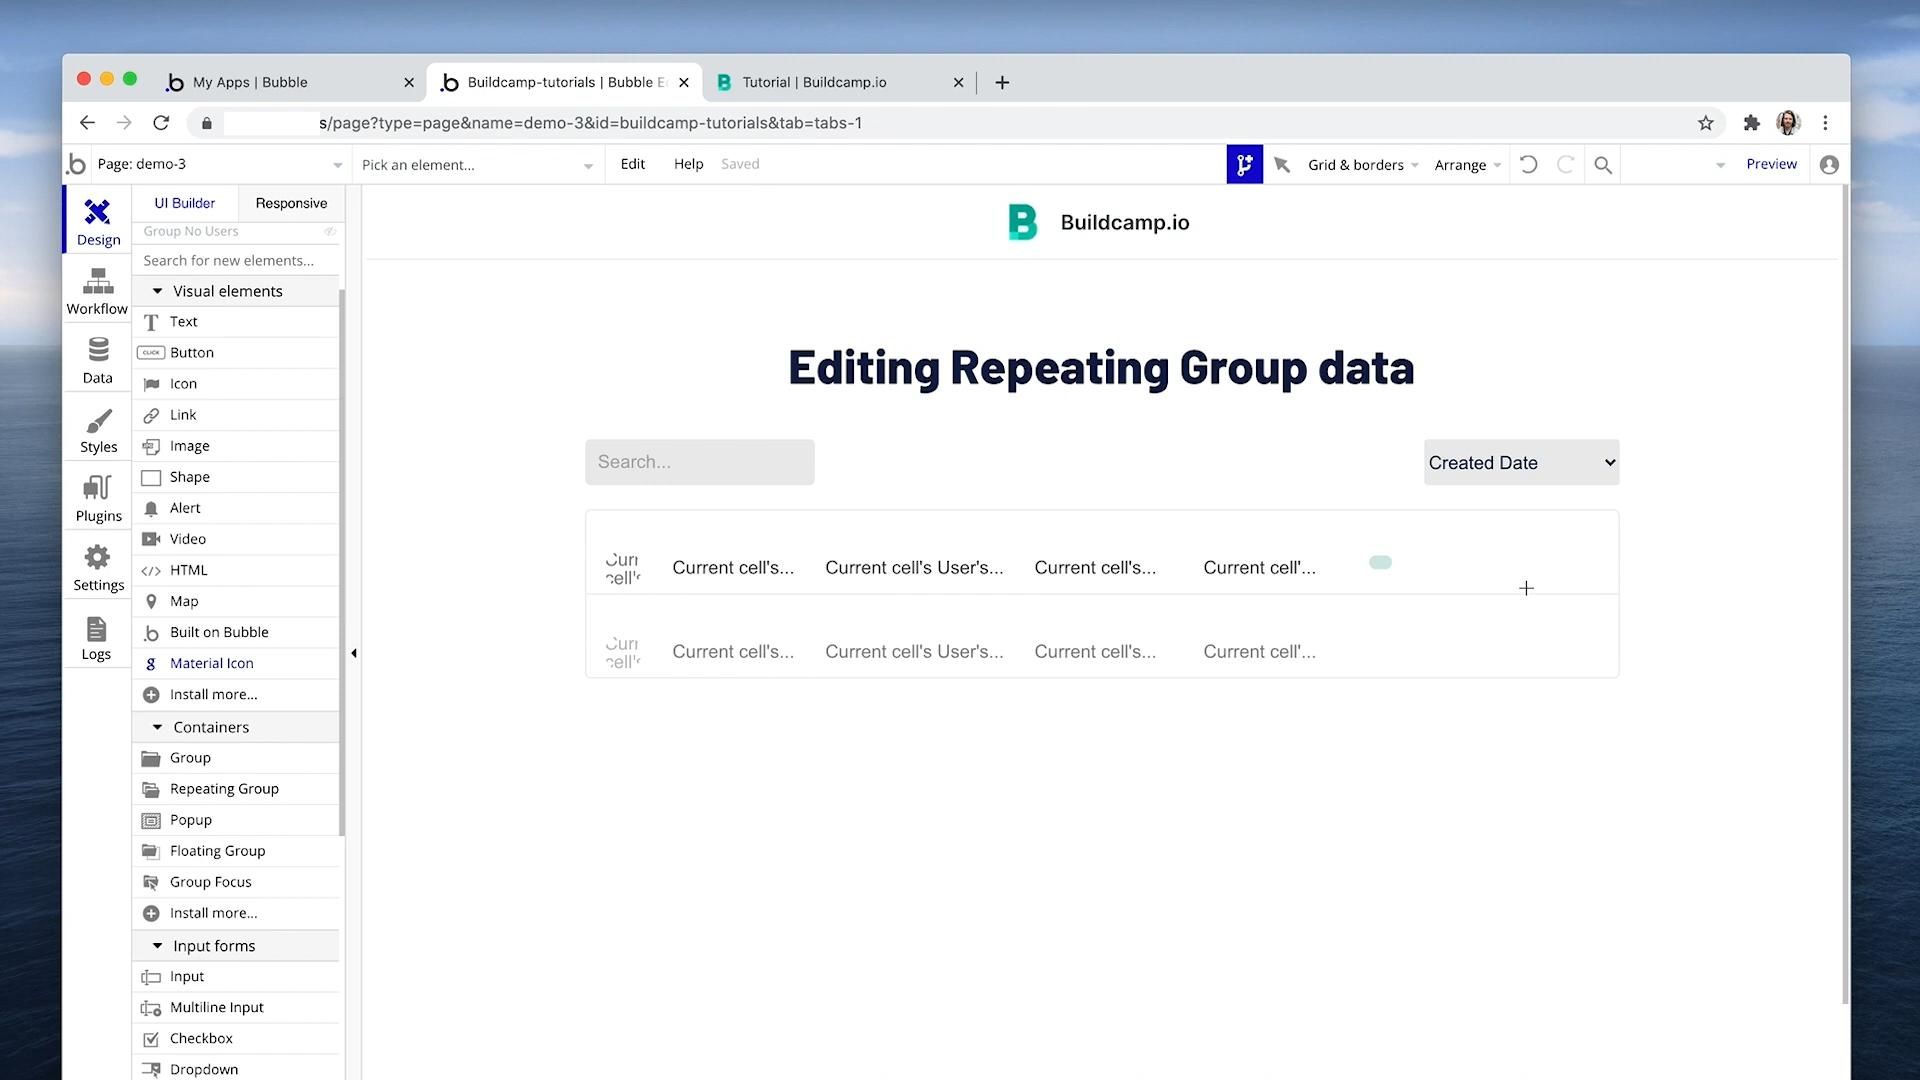 My Apps | Bubble
Buildcamp-tutorials | Bubble E
Tutorial | Buildcamp.io
s/page?type=page&name=demo-3&id=buildcamp-tutorials&tab=tabs-1
Page: demo-3
Pick an element...
Edit
Help
Saved
Grid & borders
Arrange
Preview
Design
Workflow
Data
Styles
Plugins
Settings
Logs
UI Builder
Responsive
Group No Users
Search for new elements...
Visual elements
Text
CLICK
Button
Icon
Link
Image
Shape
Alert
Video
HTML
Map
Built on Bubble
Material Icon
Install more...
Containers
Group
Repeating Group
Popup
Floating Group
Group Focus
Install more...
Input forms
Input
Multiline Input
Checkbox
Dropdown
Buildcamp.io
Editing Repeating Group data
Search...
Created Date
Curr
cell's
Current cell's...
Current cell's User's...
Current cell's...
Current cell'...
Curr
cell's
Current cell's...
Current cell's User's...
Current cell's...
Current cell'...